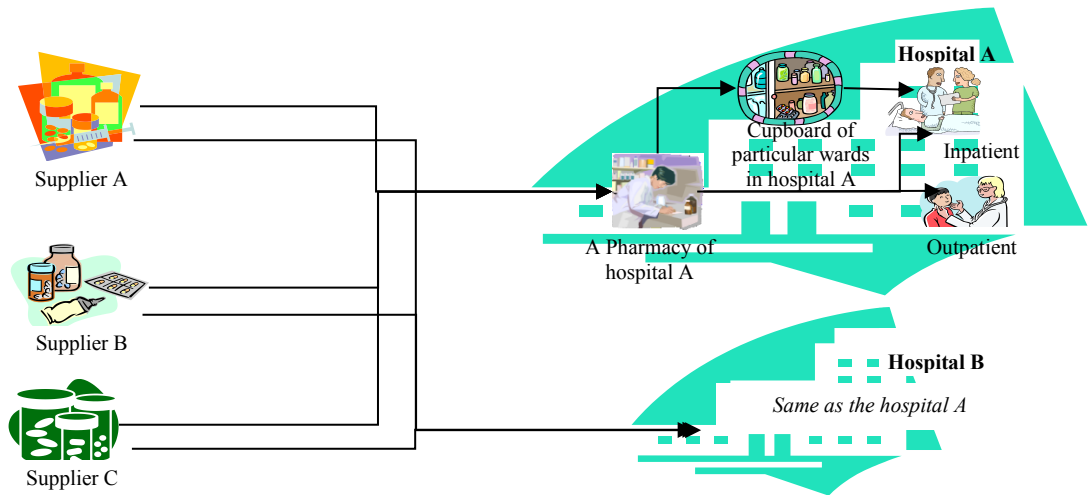 Supplier A
Supplier B
Supplier C
Hospital A
Cupboard of
particular wards
in hospital A
Inpatient
A Pharmacy of
hospital A
Outpatient
Hospital B
Same as the hospital A